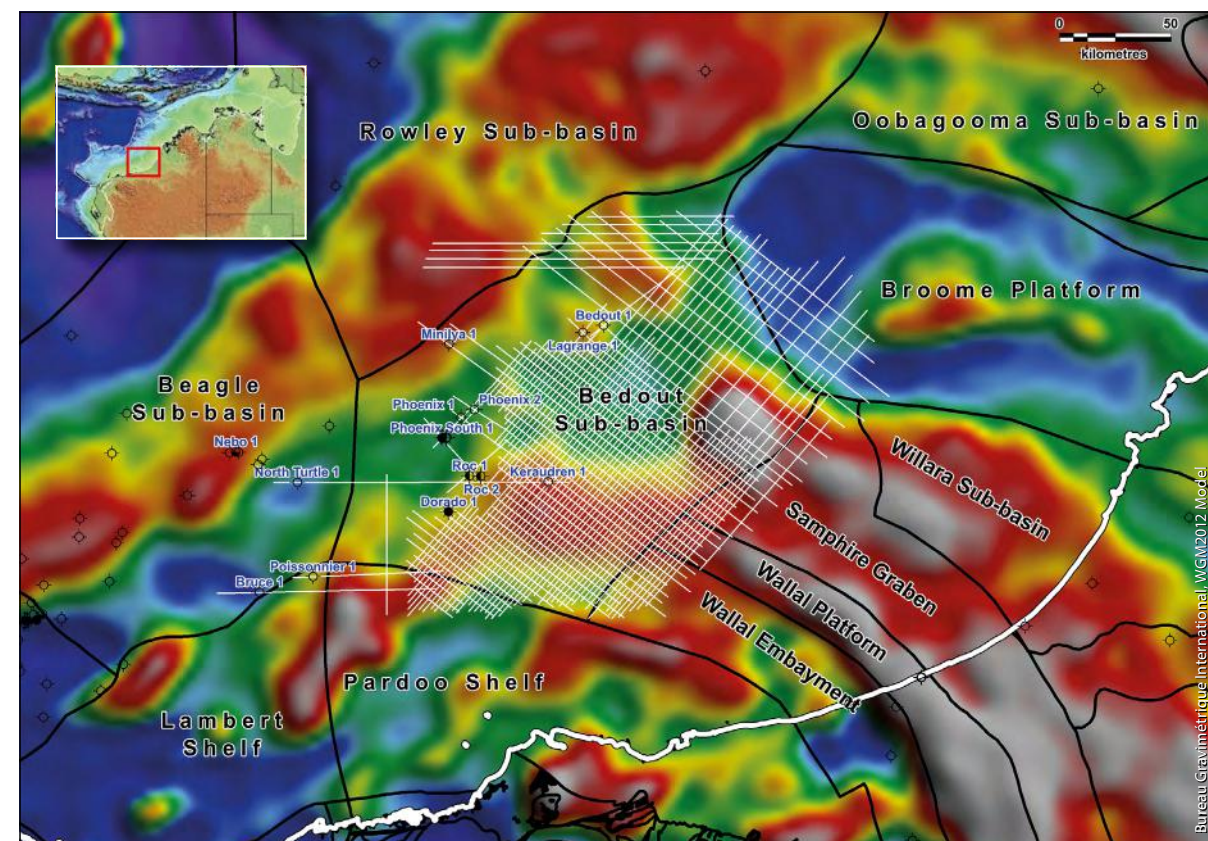 0 50
kilometres
Rowley Sub-basin
Oobagooma Sub-basin
Broome Platform
Bedout 1
Lagrange 1
Minilya 1
Beagle
Sub-basin
Bedout
Sub-basin
Phoenix 1
Phoenix 2
Phoenix South 1
Nebo 1
North Turtle 1
Roc 1
Roc 2
Keraudren 1
Dorado 1
Willara Sub-basin
Samphire Graben
Wallal Platform
Wallal Embayment
Poissonnier 1
Bruce 1
Pardoo Shelf
Lambert
Shelf
Bureau Gravimétrique International WGM2012 Model